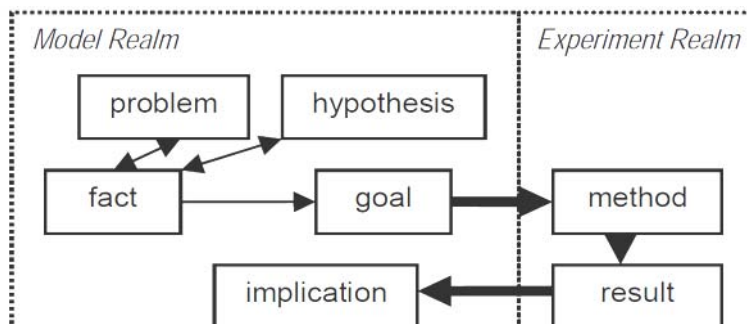 Model Realm
Experiment Realm
problem
hypothesis
fact
goal
method
implication
result